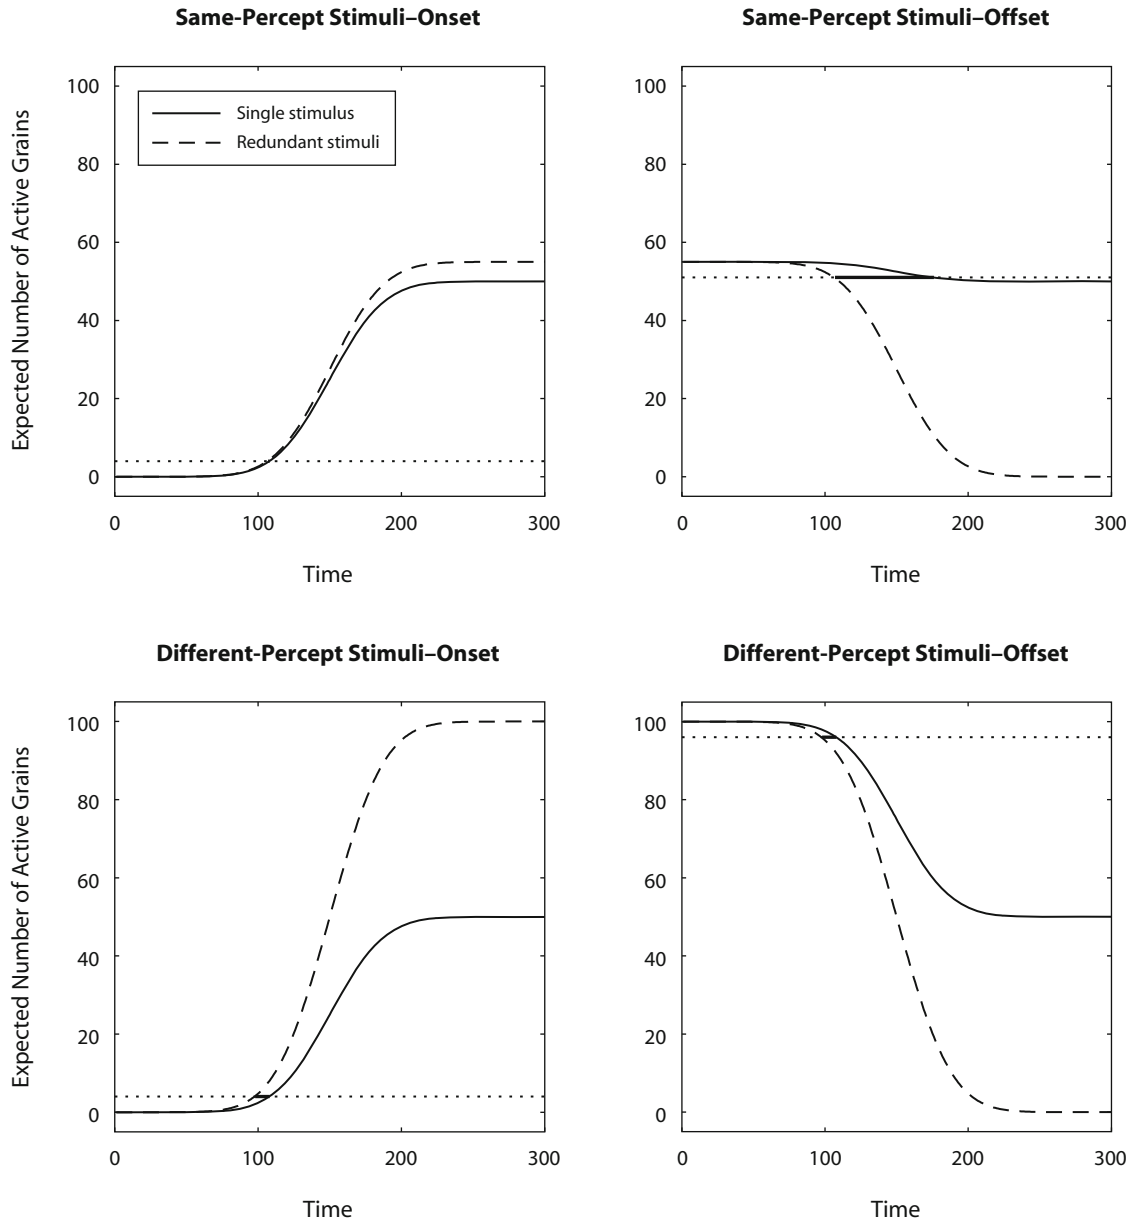 Same-Percept Stimuli–Onset
Same-Percept Stimuli–Offset
Expected Number of Active Grains
100
80
60
40
20
0
Single stimulus
Redundant stimuli
0 100 200 300
Time
100
80
60
40
20
0
0 100 200 300
Time
Different-Percept Stimuli–Onset
Different-Percept Stimuli–Offset
Expected Number of Active Grains
100
80
60
40
20
0
0 100 200 300
Time
100
80
60
40
20
0
0 100 200 300
Time